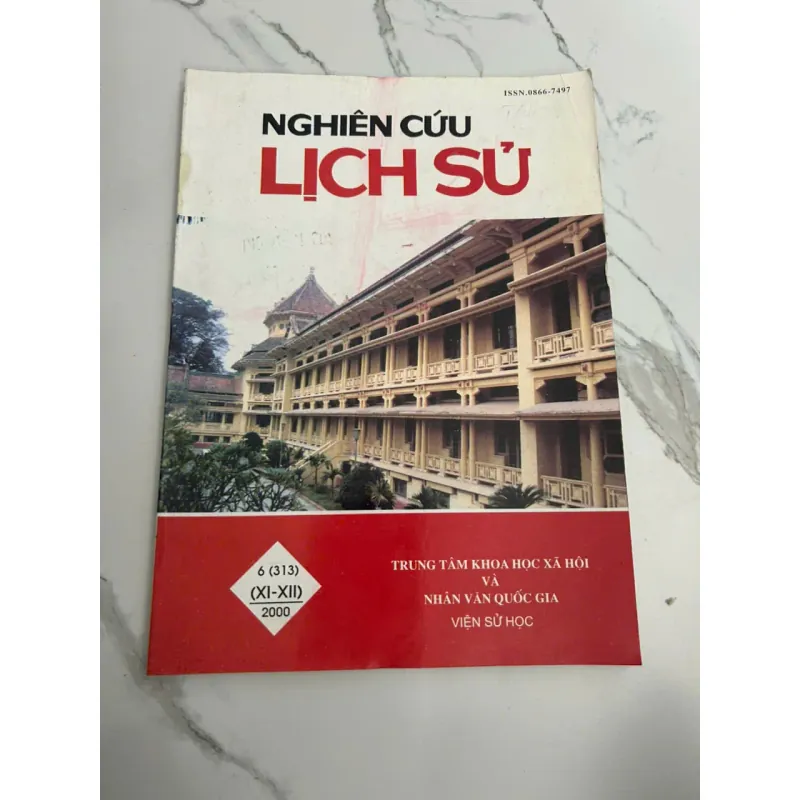 ISSN.0866-7497
NGHIÊN CỨU
LỊCH SỬ
6 (313)
(XI-XII)
2000
TRUNG TÂM KHOA HỌC XÃ HỘI
VÀ
NHÂN VĂN QUỐC GIA
VIỆN SỬ HỌC